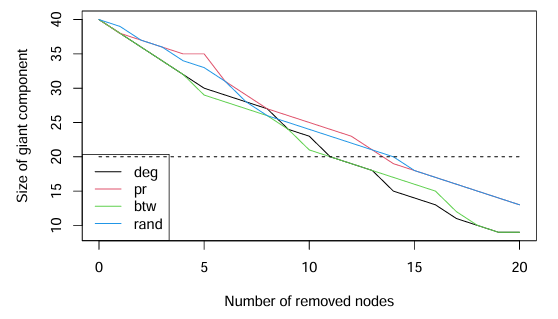 Size of giant component
40
35
30
25
20
15
10
deg
pr
btw
rand
0 5 10 15 20
Number of removed nodes